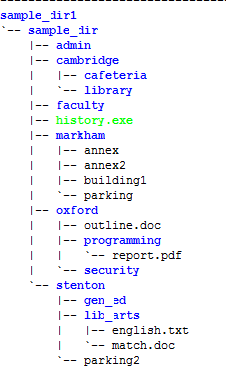 sample_dir1
`-- sample_dir
    |-- admin
    |-- cambridge
    |   |-- cafeteria
    |   `-- library
    |-- faculty
    |-- history.exe
    |-- markham
    |   |-- annex
    |   |-- annex2
    |   |-- building1
    |   `-- parking
    |-- oxford
    |   |-- outline.doc
    |   |-- programming
    |   |   `-- report.pdf
    |   `-- security
    `-- stenton
        |-- gen_ed
        |-- lib_arts
        |   |-- english.txt
        |   `-- match.doc
        `-- parking2